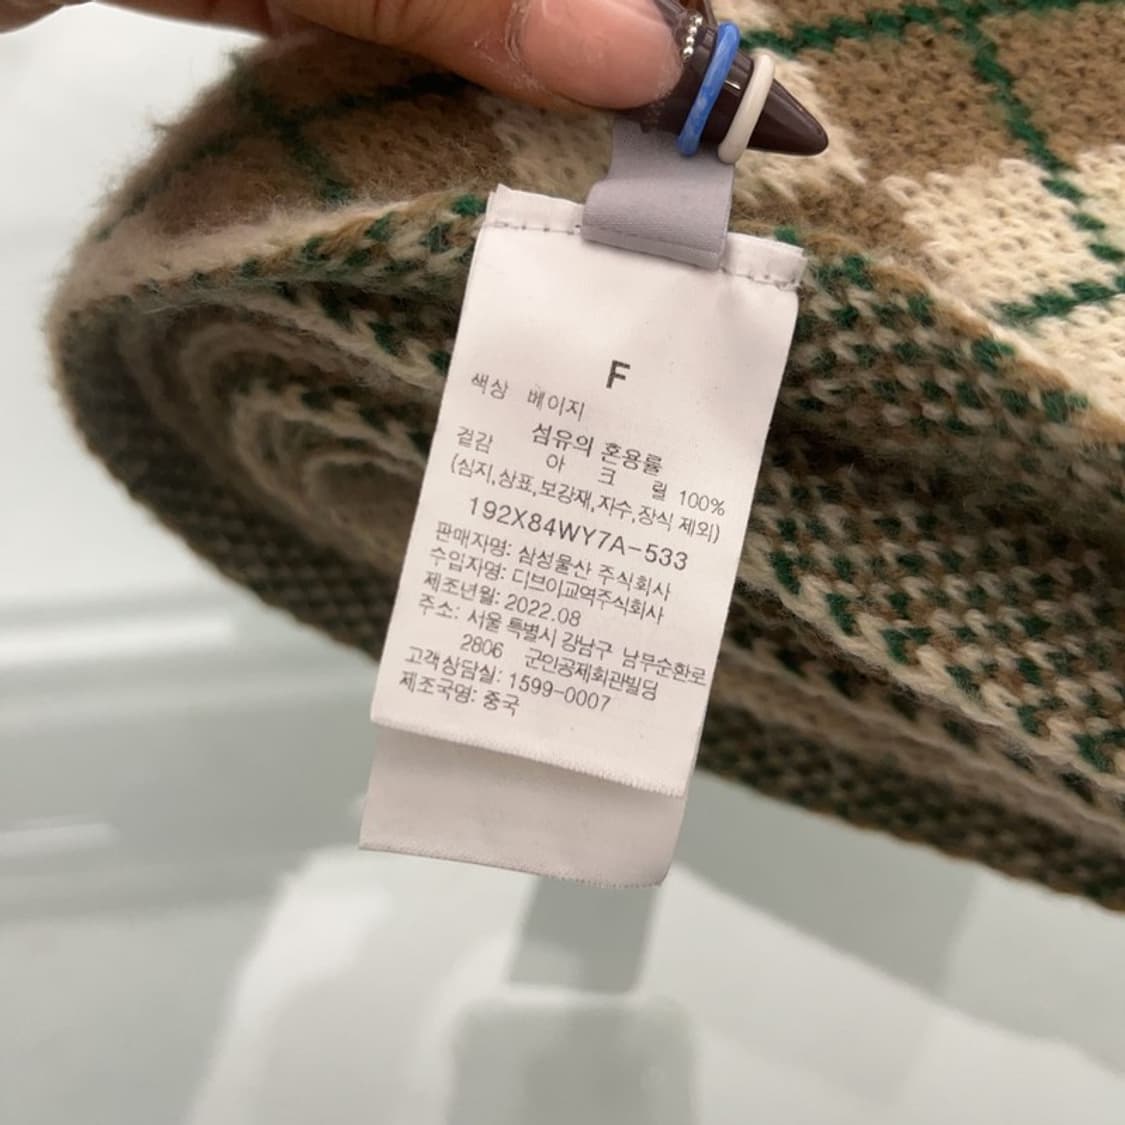 F
색상 베이지
섬유의 혼용률
겉감 아 크 릴 100%
(심지,상표,보강재,자수,장식 제외)
192X84WY7A-533
판매자명: 삼성물산 주식회사
수입자명: 디브이교역주식회사
제조년월: 2022.08
주소: 서울 특별시 강남구 남부순환로
2806 군인공제회관빌딩
고객상담실: 1599-0007
제조국명: 중국